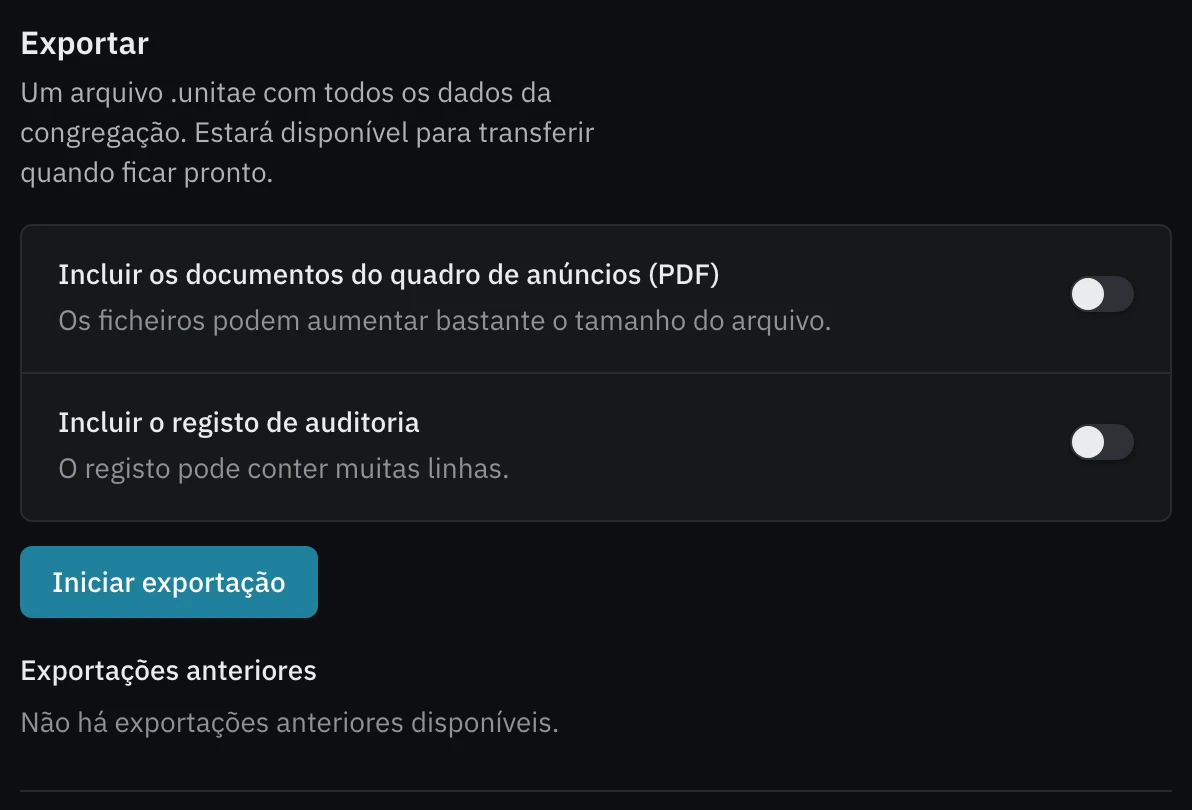 Exportar
Um arquivo .unitae com todos os dados da
congregação. Estará disponível para transferir
quando ficar pronto.
Incluir os documentos do quadro de anúncios (PDF)
Os ficheiros podem aumentar bastante o tamanho do arquivo.
Incluir o registo de auditoria
O registo pode conter muitas linhas.
Iniciar exportação
Exportações anteriores
Não há exportações anteriores disponíveis.